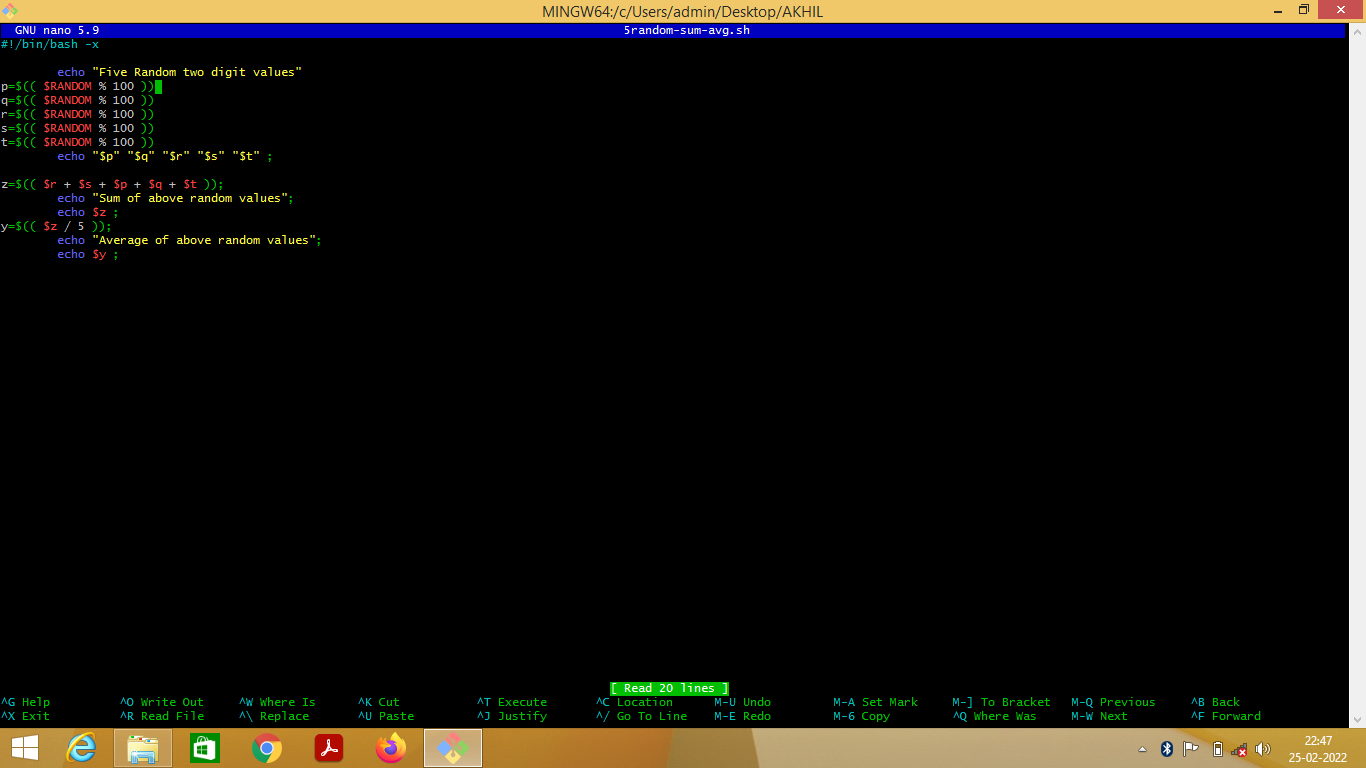 MINGW64:/c/Users/admin/Desktop/AKHIL
GNU nano 5.9 5random-sum-avg.sh
#!/bin/bash -x
echo "Five Random two digit values"
p=$(( $RANDOM % 100 ))
q=$(( $RANDOM % 100 ))
r=$(( $RANDOM % 100 ))
s=$(( $RANDOM % 100 ))
t=$(( $RANDOM % 100 ))
echo "$p" "$q" "$r" "$s" "$t" ;
z=$(( $r + $s + $p + $q + $t ));
echo "Sum of above random values";
echo $z ;
y=$(( $z / 5 ));
echo "Average of above random values";
echo $y ;
[ Read 20 lines ]
^G Help ^O Write Out ^W Where Is ^K Cut ^T Execute ^C Location M-U Undo M-A Set Mark M-] To Bracket M-Q Previous ^B Back
^X Exit ^R Read File ^\ Replace ^U Paste ^J Justify ^/ Go To Line M-E Redo M-6 Copy ^Q Where Was M-W Next ^F Forward
22:47
25-02-2022